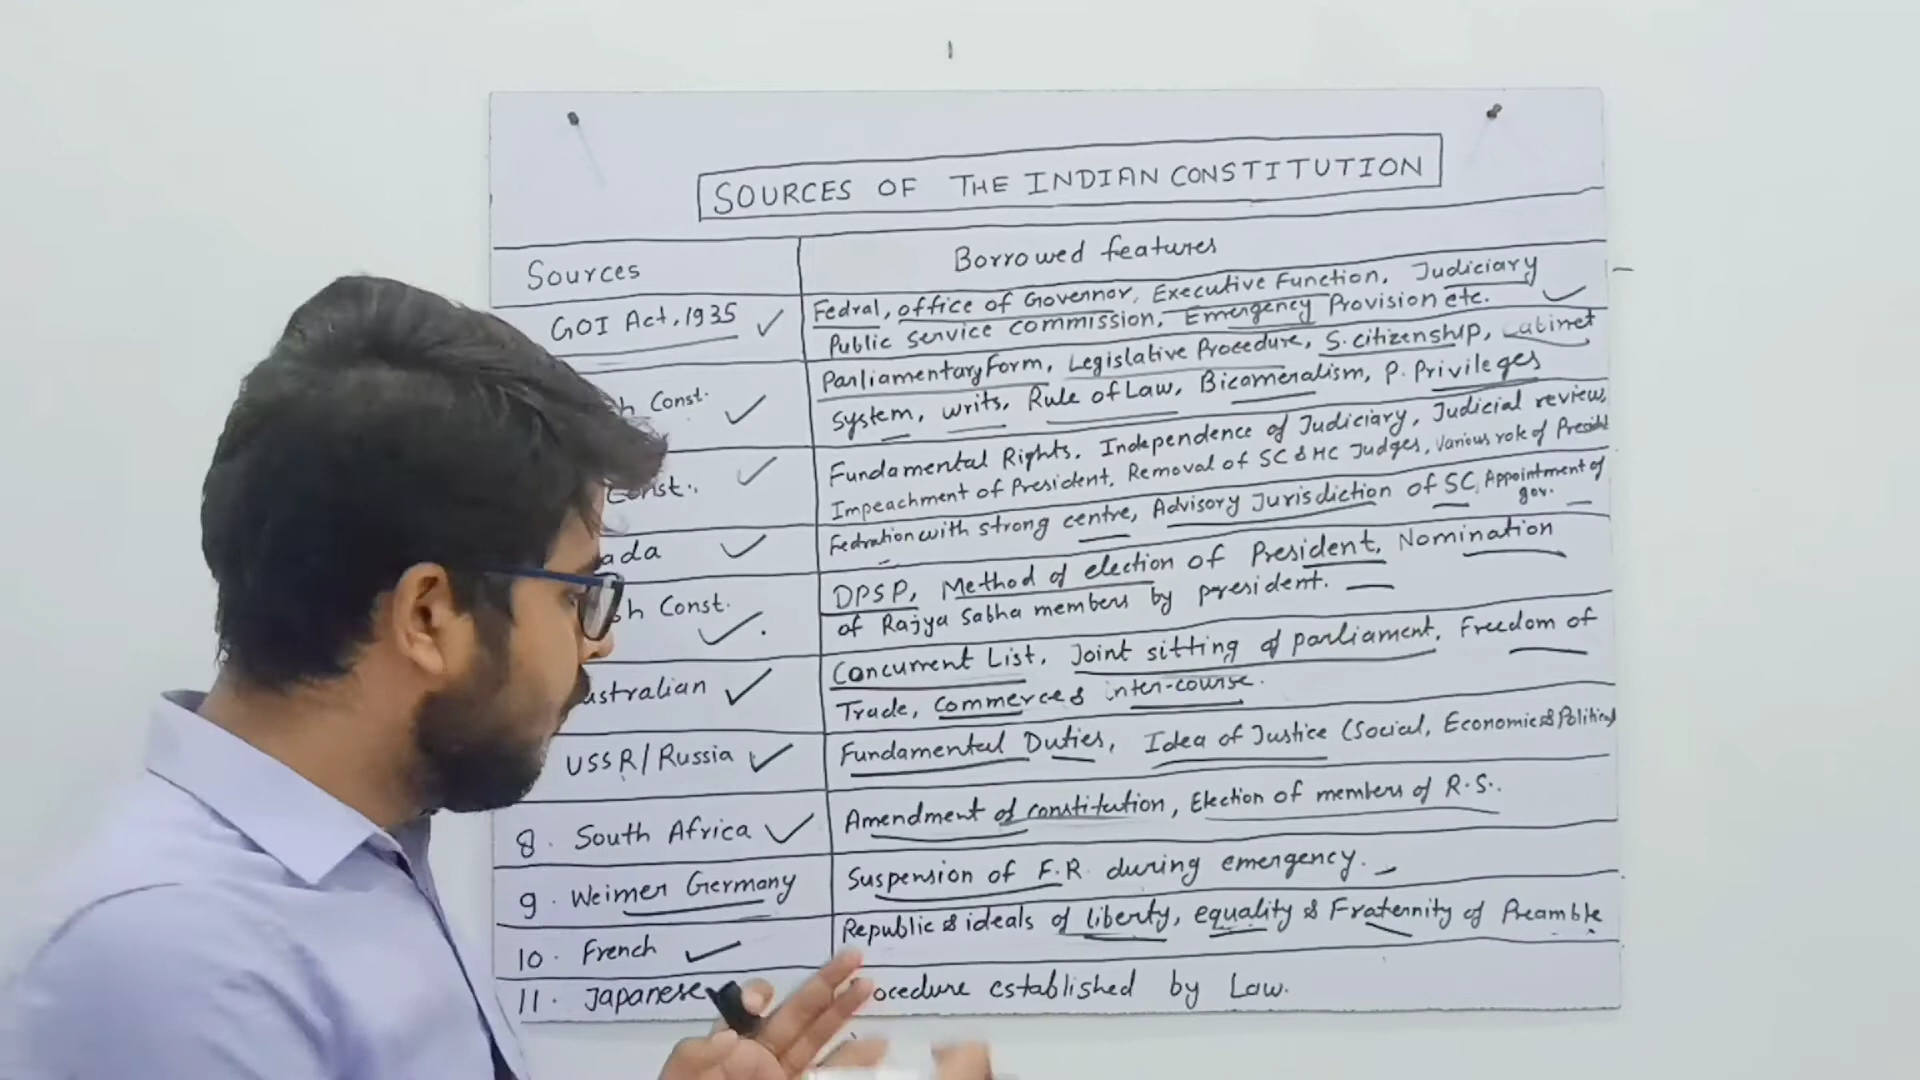 SOURCES OF THE INDIAN CONSTITUTION
Sources
Borrowed features
GOI Act, 1935
Fedral, office of Governor, Executive Function, Judiciary
Public Service commission, Emergency Provision etc.
h Const.
Parliamentary Form, Legislative Procedure, S. citizenship, Cabinet
system, writs, Rule of Law, Bicameralism, P. Privileges
Const.
Fundamental Rights, Independence of Judiciary, Judicial review,
Impeachment of President, Removal of SC & HC Judges, Various role of Presidnt
ada
Fedration with strong centre, Advisory Jurisdiction of SC, Appointment of
gov.
sh Const.
DPSP, Method of election of President, Nomination
of Rajya Sabha members by president.
ustralian
Concurrent List, Joint sitting of parliament, Freedom of
Trade, Commerce & inter-course.
USSR/Russia
Fundamental Duties, Idea of Justice (Social, Economic & Political
8. South Africa
Amendment of constitution, Election of members of R.S.
9. Weimer Germany
Suspension of F.R. during emergency.
10. French
Republic & ideals of liberty, equality & Fraternity of Preamble
11. Japanese
ocedure established by Law.